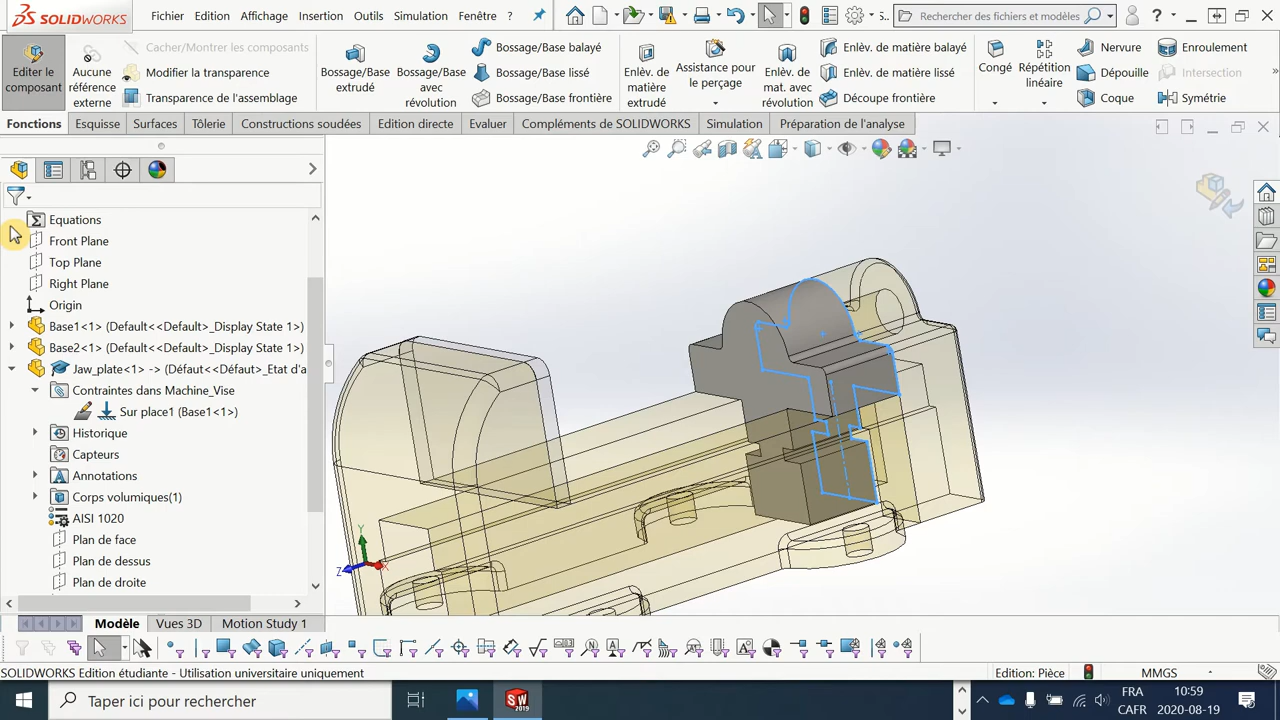 SOLIDWORKS
Fichier
Edition
Affichage
Insertion
Outils
Simulation
Fenêtre
S...
Rechercher des fichiers et modèles
?
Editer le composant
Aucune référence externe
Cacher/Montrer les composants
Modifier la transparence
Transparence de l'assemblage
Bossage/Base extrudé
Bossage/Base avec révolution
Bossage/Base balayé
Bossage/Base lissé
Bossage/Base frontière
Enlèv. de matière extrudé
Assistance pour le perçage
Enlèv. de mat. avec révolution
Enlèv. de matière balayé
Enlèv. de matière lissé
Découpe frontière
Congé
Répétition linéaire
Nervure
Dépouille
Coque
Enroulement
Intersection
Symétrie
Fonctions
Esquisse
Surfaces
Tôlerie
Constructions soudées
Edition directe
Evaluer
Compléments de SOLIDWORKS
Simulation
Préparation de l'analyse
Equations
Front Plane
Top Plane
Right Plane
Origin
Base1<1> (Default<<Default>_Display State 1>)
Base2<1> (Default<<Default>_Display State 1>)
Jaw_plate<1> -> (Défaut<<Défaut>_Etat d'a
Contraintes dans Machine_Vise
Sur place1 (Base1<1>)
Historique
Capteurs
Annotations
Corps volumiques(1)
AISI 1020
Plan de face
Plan de dessus
Plan de droite
Y
Z
X
Modèle
Vues 3D
Motion Study 1
SOLIDWORKS Edition étudiante - Utilisation universitaire uniquement
Edition: Pièce
MMGS
Taper ici pour rechercher
SW
2019
FRA
CAFR
10:59
2020-08-19